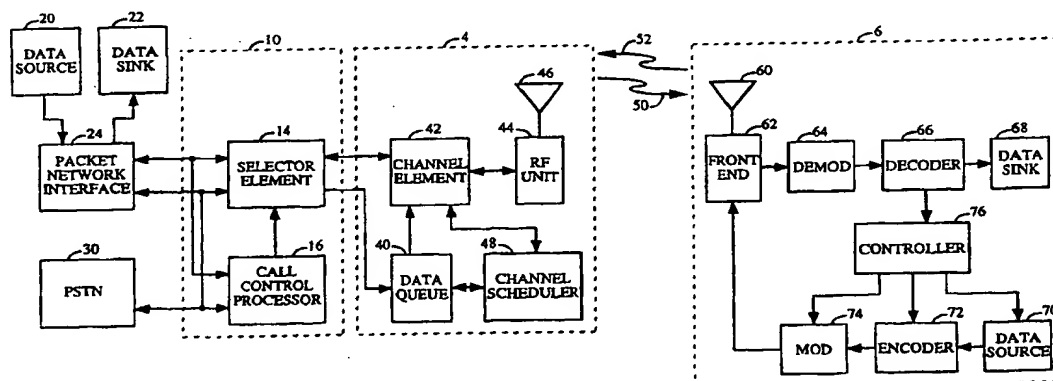 20
DATA
SOURCE
22
DATA
SINK
24
PACKET
NETWORK
INTERFACE
30
PSTN
10
14
SELECTOR
ELEMENT
16
CALL
CONTROL
PROCESSOR
4
42
CHANNEL
ELEMENT
44
RF
UNIT
46
40
DATA
QUEUE
48
CHANNEL
SCHEDULER
52
50
6
60
62
FRONT
END
64
DEMOD
66
DECODER
68
DATA
SINK
76
CONTROLLER
74
MOD
72
ENCODER
70
DATA
SOURCE